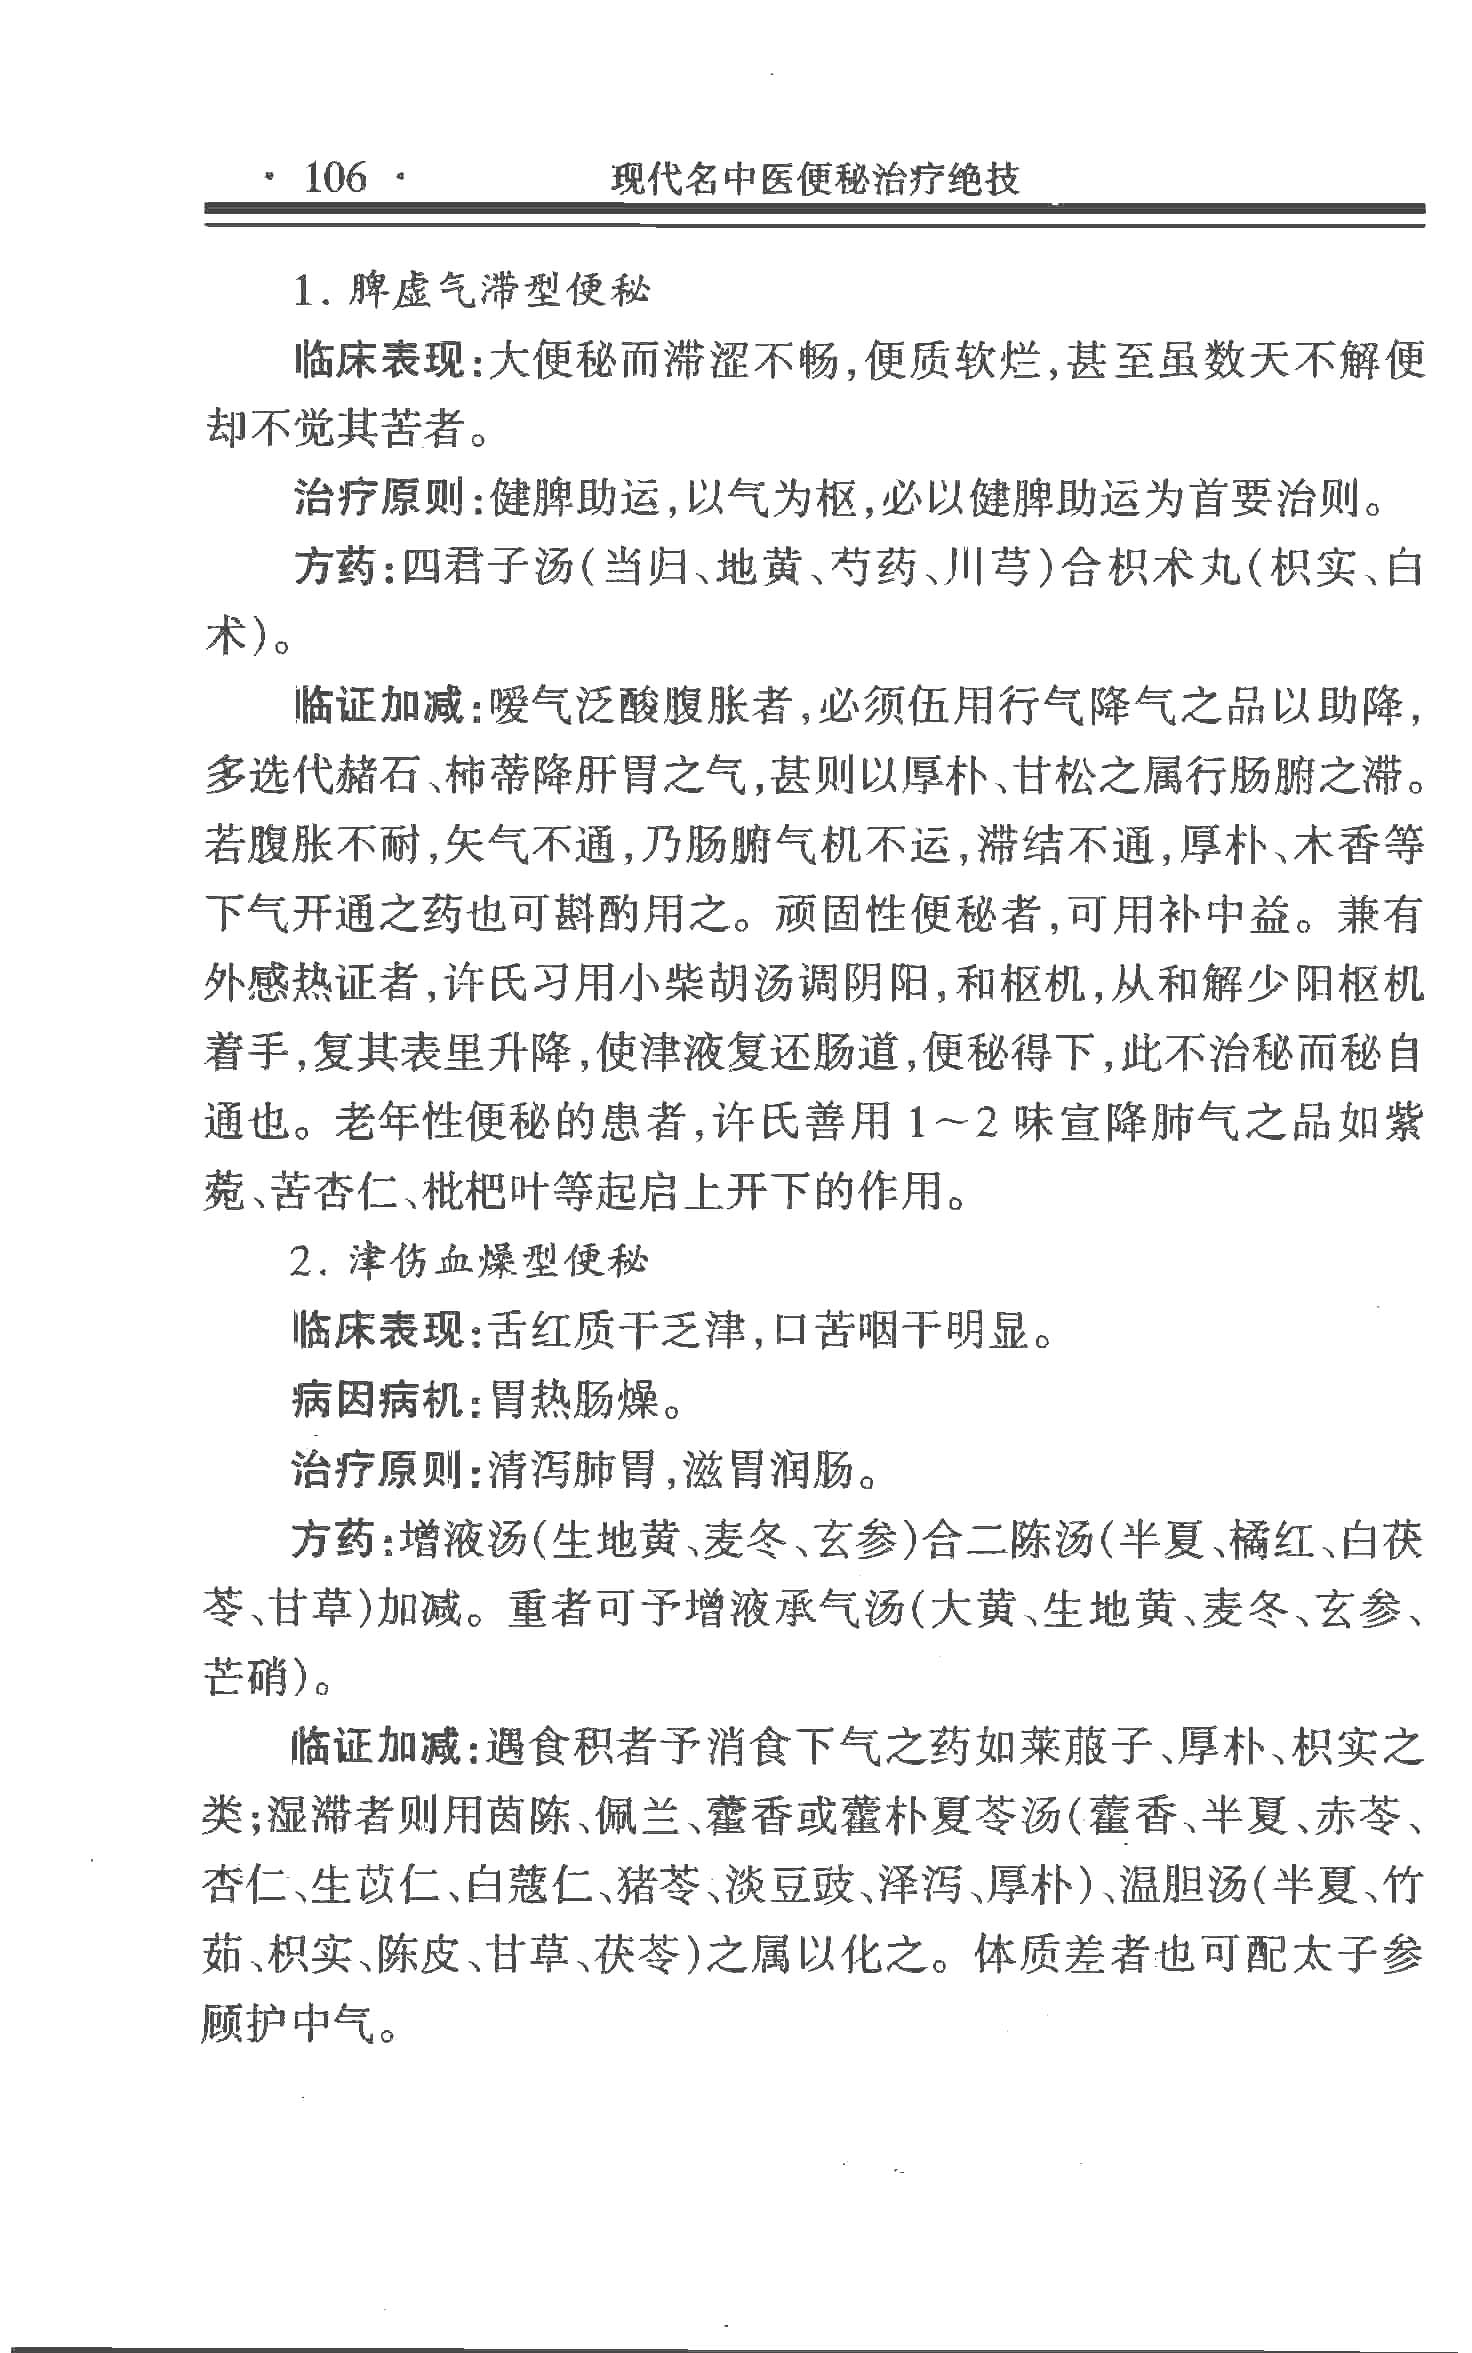 · 106 ·
现代名中医便秘治疗绝技
1. 脾虚气滞型便秘
临床表现:大便秘而滞涩不畅,便质软烂,甚至虽数天不解便
却不觉其苦者。
治疗原则:健脾助运,以气为枢,必以健脾助运为首要治则。
方药:四君子汤(当归、地黄、芍药、川芎)合枳术丸(枳实、白
术)。
临证加减:嗳气泛酸腹胀者,必须伍用行气降气之品以助降,
多选代赭石、柿蒂降肝胃之气,甚则以厚朴、甘松之属行肠腑之滞。
若腹胀不耐,矢气不通,乃肠腑气机不运,滞结不通,厚朴、木香等
下气开通之药也可斟酌用之。顽固性便秘者,可用补中益。兼有
外感热证者,许氏习用小柴胡汤调阴阳,和枢机,从和解少阳枢机
着手,复其表里升降,使津液复还肠道,便秘得下,此不治秘而秘自
通也。老年性便秘的患者,许氏善用 1～2 味宣降肺气之品如紫
菀、苦杏仁、枇杷叶等起启上开下的作用。
2. 津伤血燥型便秘
临床表现:舌红质干乏津,口苦咽干明显。
病因病机:胃热肠燥。
治疗原则:清泻肺胃,滋胃润肠。
方药:增液汤(生地黄、麦冬、玄参)合二陈汤(半夏、橘红、白茯
苓、甘草)加减。重者可予增液承气汤(大黄、生地黄、麦冬、玄参、
芒硝)。
临证加减:遇食积者予消食下气之药如莱菔子、厚朴、枳实之
类;湿滞者则用茵陈、佩兰、藿香或藿朴夏苓汤(藿香、半夏、赤苓、
杏仁、生苡仁、白蔻仁、猪苓、淡豆豉、泽泻、厚朴)、温胆汤(半夏、竹
茹、枳实、陈皮、甘草、茯苓)之属以化之。体质差者也可配太子参
顾护中气。